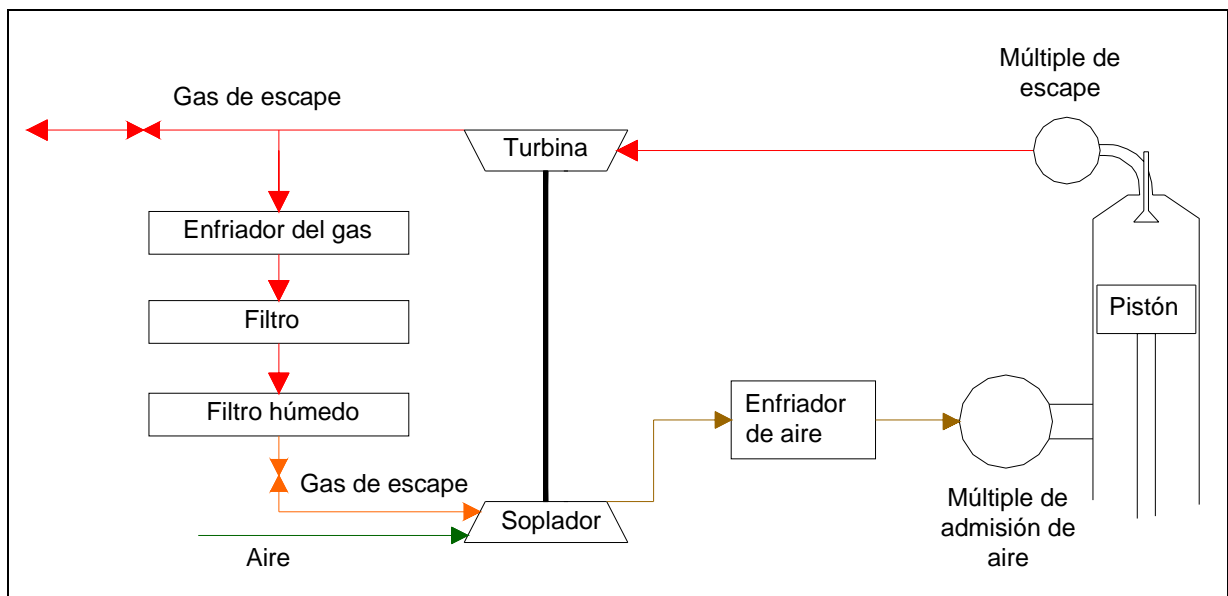 Múltiple de
escape
Gas de escape
Turbina
Enfriador del gas
Pistón
Filtro
Enfriador
de aire
Filtro húmedo
Gas de escape
Soplador
Múltiple de
admisión de
aire
Aire